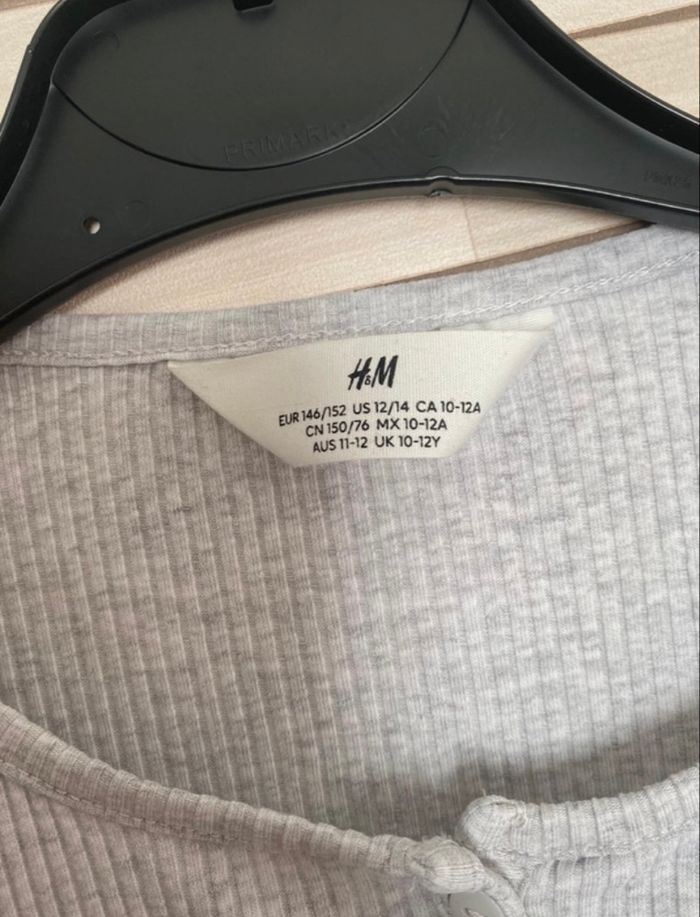 PRIMARK
H&M
EUR 146/152 US 12/14 CA 10-12A
CN 150/76 MX 10-12A
AUS 11-12 UK 10-12Y